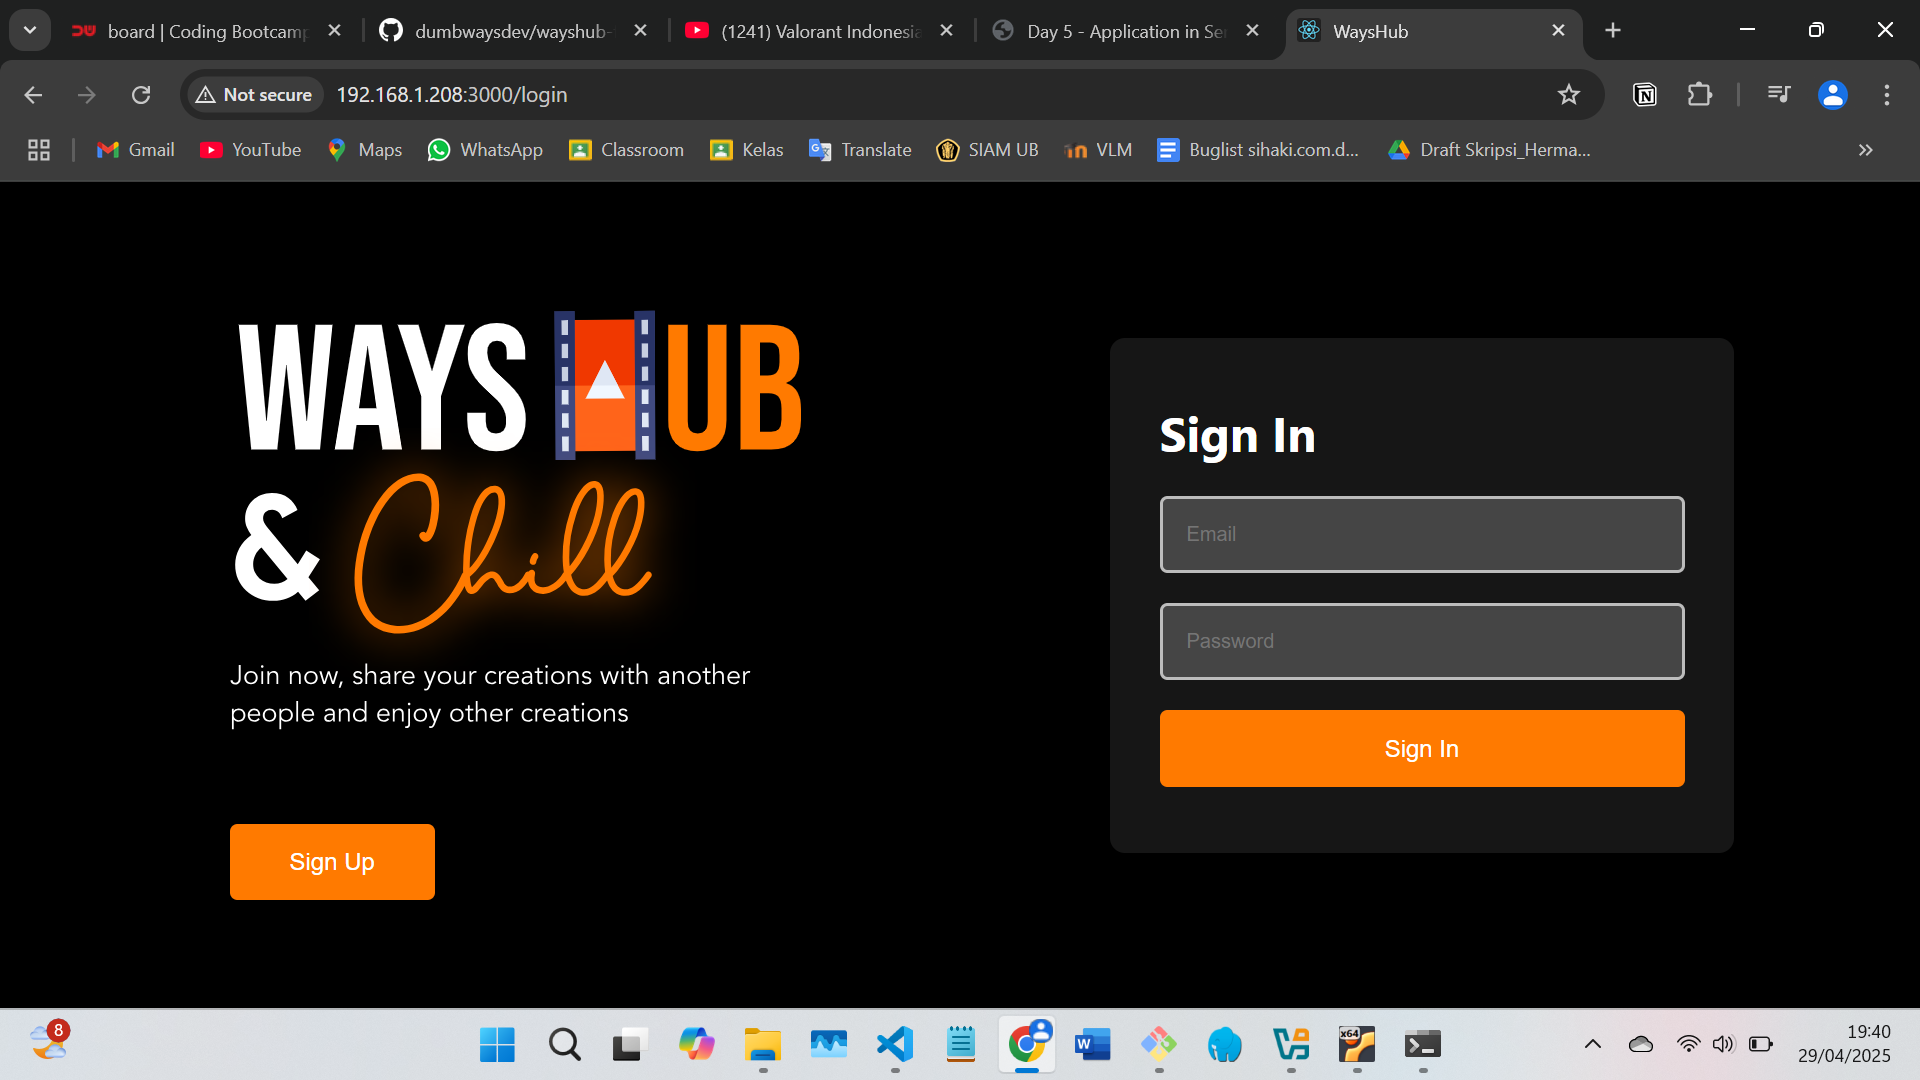 board | Coding Bootcamp
dumbwaysdev/wayshub-
(1241) Valorant Indonesia
Day 5 - Application in Ser
WaysHub
Not secure
192.168.1.208:3000/login
Gmail
YouTube
Maps
WhatsApp
Classroom
Kelas
Translate
SIAM UB
VLM
Buglist sihaki.com.d...
Draft Skripsi_Herma...
WAYS HUB
& Chill
Join now, share your creations with another
people and enjoy other creations
Sign Up
Sign In
Email
Password
Sign In
8
x64
19:40
29/04/2025